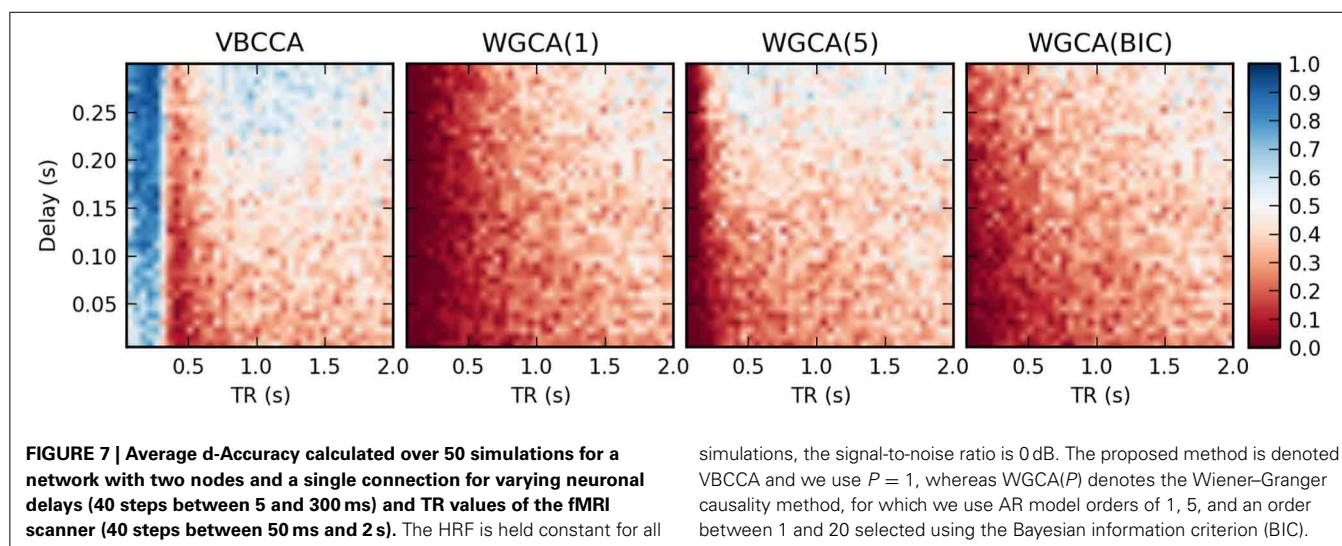 VBCCA WGCA(1) WGCA(5) WGCA(BIC)
Delay (s)
0.25
0.20
0.15
0.10
0.05
1.0
0.9
0.8
0.7
0.6
0.5
0.4
0.3
0.2
0.1
0.0
0.5 1.0 1.5 2.0 0.5 1.0 1.5 2.0 0.5 1.0 1.5 2.0 0.5 1.0 1.5 2.0
TR (s) TR (s) TR (s) TR (s)
FIGURE 7 | Average d-Accuracy calculated over 50 simulations for a
network with two nodes and a single connection for varying neuronal
delays (40 steps between 5 and 300 ms) and TR values of the fMRI
scanner (40 steps between 50 ms and 2 s). The HRF is held constant for all
simulations, the signal-to-noise ratio is 0 dB. The proposed method is denoted
VBCCA and we use P = 1, whereas WGCA(P) denotes the Wiener–Granger
causality method, for which we use AR model orders of 1, 5, and an order
between 1 and 20 selected using the Bayesian information criterion (BIC).